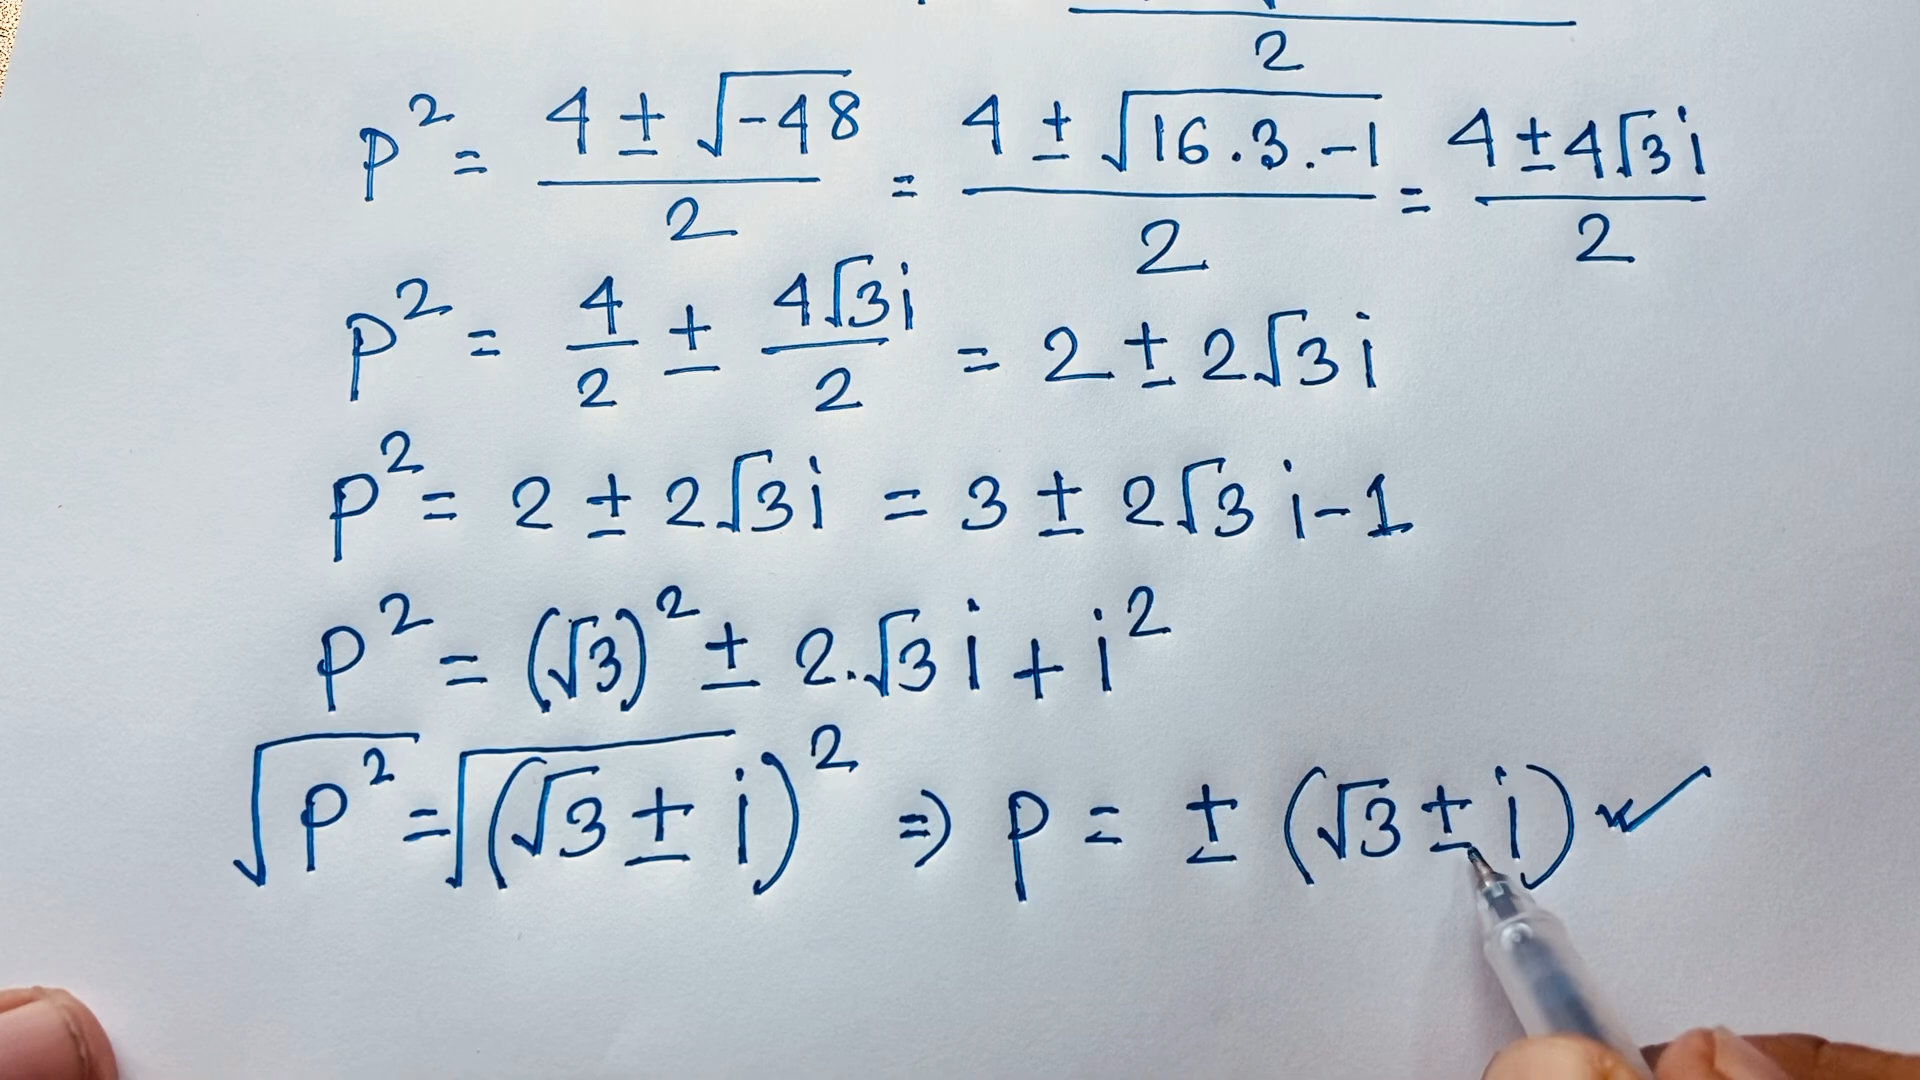 2
p² = (4 ± √-48)/2 = (4 ± √16.3.-1)/2 = (4 ± 4√3i)/2
p² = 4/2 ± 4√3i/2 = 2 ± 2√3i
p² = 2 ± 2√3i = 3 ± 2√3i-1
p² = (√3)² ± 2.√3i + i²
√p² = √(√3 ± i)² ⇒ p = ± (√3 ± i) ✓